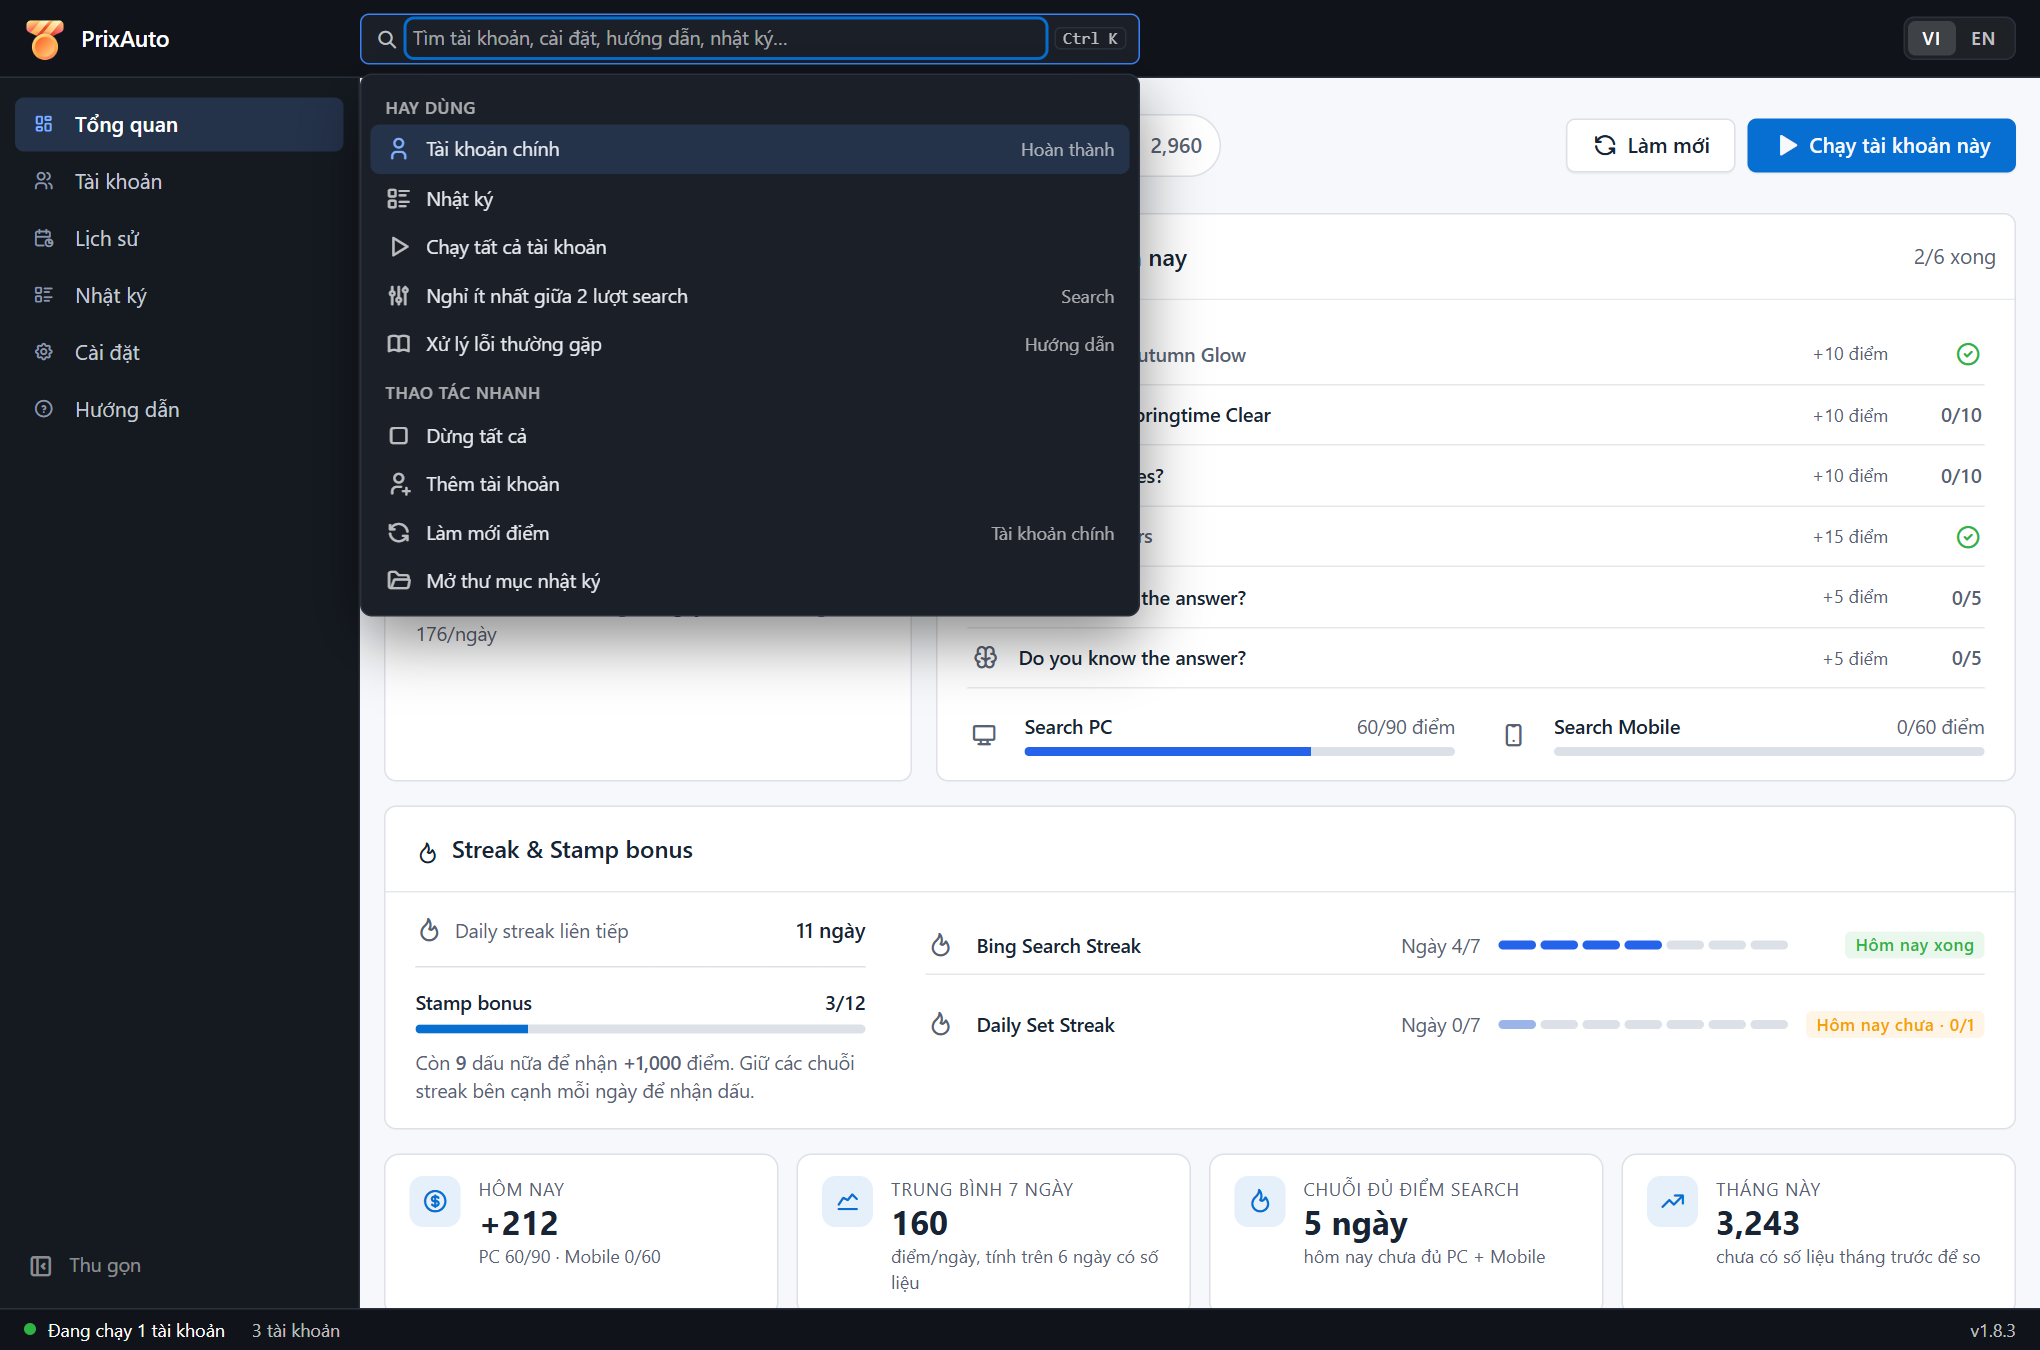 PrixAuto
Tìm tài khoản, cài đặt, hướng dẫn, nhật ký...
Ctrl K
VI
EN
Tổng quan
Tài khoản
Lịch sử
Nhật ký
Cài đặt
Hướng dẫn
Thu gọn
HAY DÙNG
Tài khoản chính
Hoàn thành
Nhật ký
Chạy tất cả tài khoản
Nghỉ ít nhất giữa 2 lượt search
Search
Xử lý lỗi thường gặp
Hướng dẫn
THAO TÁC NHANH
Dừng tất cả
Thêm tài khoản
Làm mới điểm
Tài khoản chính
Mở thư mục nhật ký
2,960
Làm mới
Chạy tài khoản này
176/ngày
nay
2/6 xong
utumn Glow
+10 điểm
pringtime Clear
+10 điểm
0/10
es?
+10 điểm
0/10
rs
+15 điểm
the answer?
+5 điểm
0/5
Do you know the answer?
+5 điểm
0/5
Search PC
60/90 điểm
Search Mobile
0/60 điểm
Streak & Stamp bonus
Daily streak liên tiếp
11 ngày
Stamp bonus
3/12
Còn 9 dấu nữa để nhận +1,000 điểm. Giữ các chuỗi
streak bên cạnh mỗi ngày để nhận dấu.
Bing Search Streak
Ngày 4/7
Hôm nay xong
Daily Set Streak
Ngày 0/7
Hôm nay chưa · 0/1
HÔM NAY
+212
PC 60/90 · Mobile 0/60
TRUNG BÌNH 7 NGÀY
160
điểm/ngày, tính trên 6 ngày có số
liệu
CHUỖI ĐỦ ĐIỂM SEARCH
5 ngày
hôm nay chưa đủ PC + Mobile
THÁNG NÀY
3,243
chưa có số liệu tháng trước để so
Đang chạy 1 tài khoản
3 tài khoản
v1.8.3